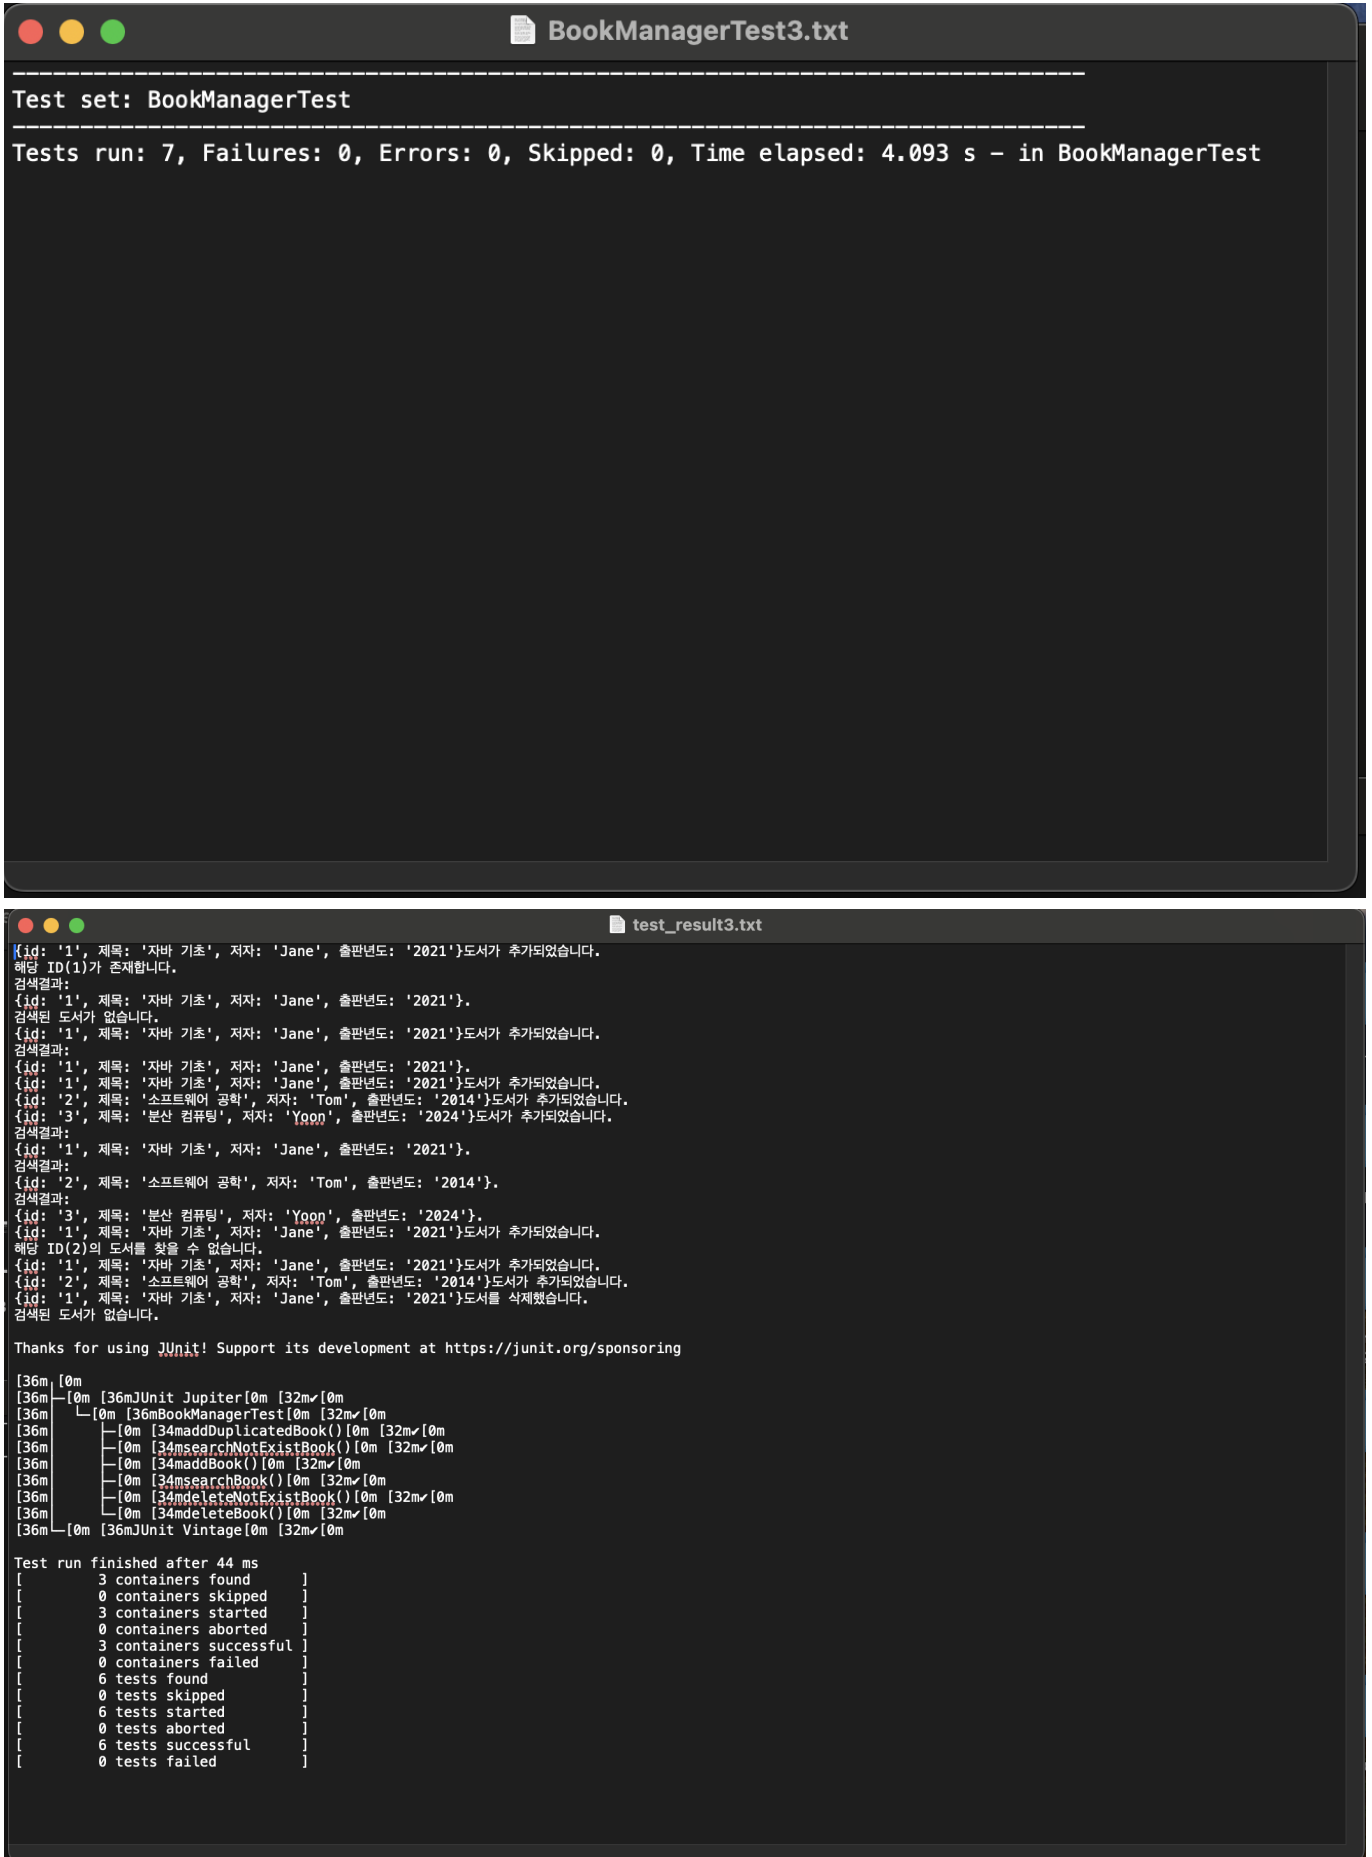 BookManagerTest3.txt
-------------------------------------------------------------------------------
Test set: BookManagerTest
-------------------------------------------------------------------------------
Tests run: 7, Failures: 0, Errors: 0, Skipped: 0, Time elapsed: 4.093 s - in BookManagerTest
test_result3.txt
{id: '1', 제목: '자바 기초', 저자: 'Jane', 출판년도: '2021'}도서가 추가되었습니다.
해당 ID(1)가 존재합니다.
검색결과:
{id: '1', 제목: '자바 기초', 저자: 'Jane', 출판년도: '2021'}.
검색된 도서가 없습니다.
{id: '1', 제목: '자바 기초', 저자: 'Jane', 출판년도: '2021'}도서가 추가되었습니다.
검색결과:
{id: '1', 제목: '자바 기초', 저자: 'Jane', 출판년도: '2021'}.
{id: '1', 제목: '자바 기초', 저자: 'Jane', 출판년도: '2021'}도서가 추가되었습니다.
{id: '2', 제목: '소프트웨어 공학', 저자: 'Tom', 출판년도: '2014'}도서가 추가되었습니다.
{id: '3', 제목: '분산 컴퓨팅', 저자: 'Yoon', 출판년도: '2024'}도서가 추가되었습니다.
검색결과:
{id: '1', 제목: '자바 기초', 저자: 'Jane', 출판년도: '2021'}.
검색결과:
{id: '2', 제목: '소프트웨어 공학', 저자: 'Tom', 출판년도: '2014'}.
검색결과:
{id: '3', 제목: '분산 컴퓨팅', 저자: 'Yoon', 출판년도: '2024'}.
{id: '1', 제목: '자바 기초', 저자: 'Jane', 출판년도: '2021'}도서가 추가되었습니다.
해당 ID(2)의 도서를 찾을 수 없습니다.
{id: '1', 제목: '자바 기초', 저자: 'Jane', 출판년도: '2021'}도서가 추가되었습니다.
{id: '2', 제목: '소프트웨어 공학', 저자: 'Tom', 출판년도: '2014'}도서가 추가되었습니다.
{id: '1', 제목: '자바 기초', 저자: 'Jane', 출판년도: '2021'}도서를 삭제했습니다.
검색된 도서가 없습니다.
Thanks for using JUnit! Support its development at https://junit.org/sponsoring
[36m╷[0m
[36m├─[0m [36mJUnit Jupiter[0m [32m✔[0m
[36m│  └─[0m [36mBookManagerTest[0m [32m✔[0m
[36m│     ├─[0m [34maddDuplicatedBook()[0m [32m✔[0m
[36m│     ├─[0m [34msearchNotExistBook()[0m [32m✔[0m
[36m│     ├─[0m [34maddBook()[0m [32m✔[0m
[36m│     ├─[0m [34msearchBook()[0m [32m✔[0m
[36m│     ├─[0m [34mdeleteNotExistBook()[0m [32m✔[0m
[36m│     └─[0m [34mdeleteBook()[0m [32m✔[0m
[36m└─[0m [36mJUnit Vintage[0m [32m✔[0m
Test run finished after 44 ms
[         3 containers found      ]
[         0 containers skipped    ]
[         3 containers started    ]
[         0 containers aborted    ]
[         3 containers successful ]
[         0 containers failed     ]
[         6 tests found           ]
[         0 tests skipped         ]
[         6 tests started         ]
[         0 tests aborted         ]
[         6 tests successful      ]
[         0 tests failed          ]